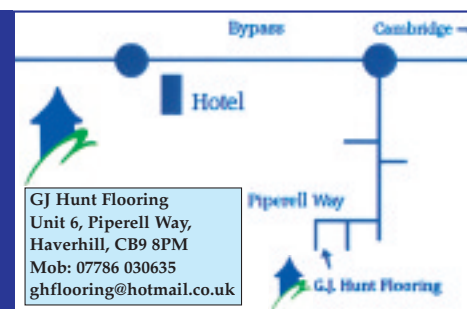 Bypass
Cambridge
Hotel
GJ Hunt Flooring
Unit 6, Piperell Way,
Haverhill, CB9 8PM
Mob: 07786 030635
ghflooring@hotmail.co.uk
Piperell Way
G.J. Hunt Flooring